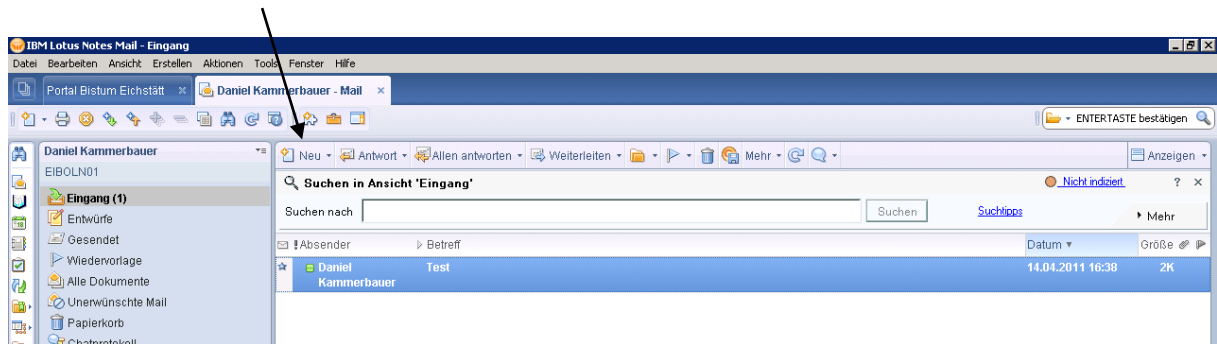 IBM Lotus Notes Mail - Eingang
Datei Bearbeiten Ansicht Erstellen Aktionen Tools Fenster Hilfe
Portal Bistum Eichstätt Daniel Kammerbauer - Mail
ENTERTASTE bestätigen
Daniel Kammerbauer
EIBOLN01
Neu Antwort Allen antworten Weiterleiten Mehr Anzeigen
Eingang (1)
Entwürfe
Gesendet
Wiedervorlage
Alle Dokumente
Unerwünschte Mail
Papierkorb
Chatprotokoll
Suchen in Ansicht 'Eingang' Nicht indiziert ?
Suchen nach Suchen Suchtipps Mehr
! Absender Betreff Datum Größe
Daniel Test 14.04.2011 16:38 2K
Kammerbauer